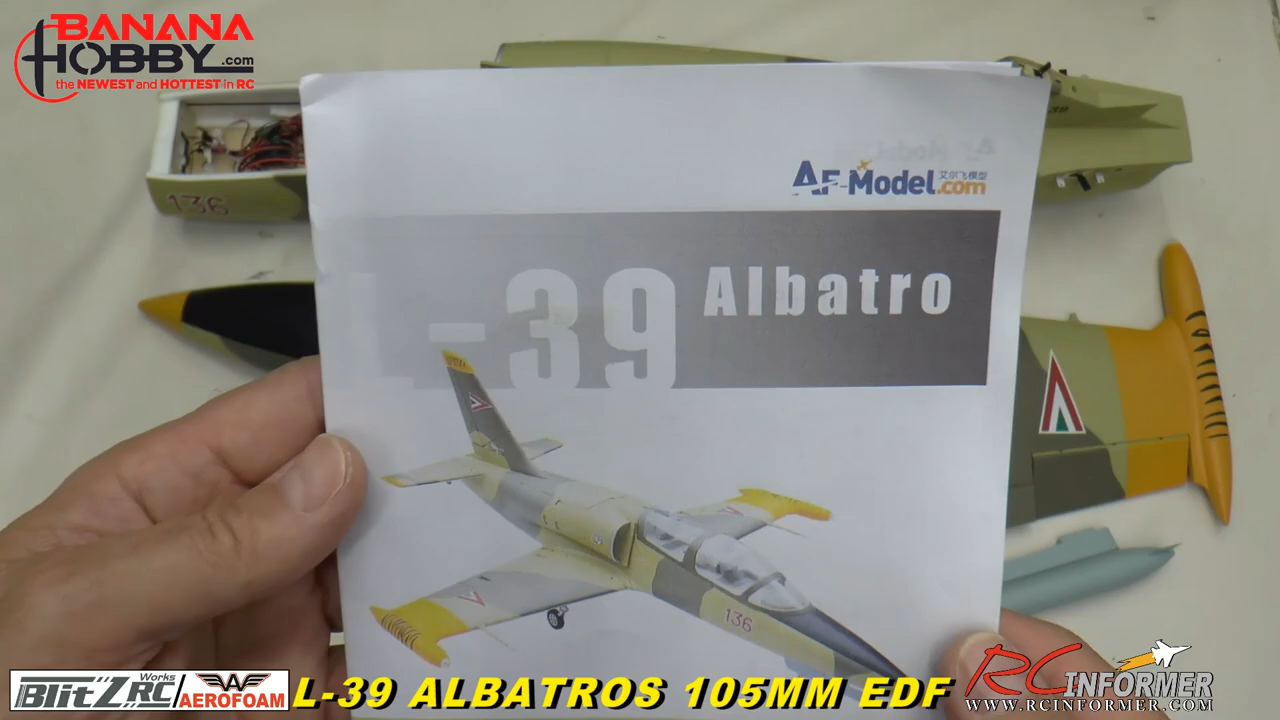 BANANA
HOBBY.com
the NEWEST and HOTTEST in RC
136
AF-Model.com
艾尔飞模型
L-39
Albatro
136
BlitzRC Works
AEROFOAM
L-39 ALBATROS 105MM EDF
RC INFORMER
WWW.RCINFORMER.COM